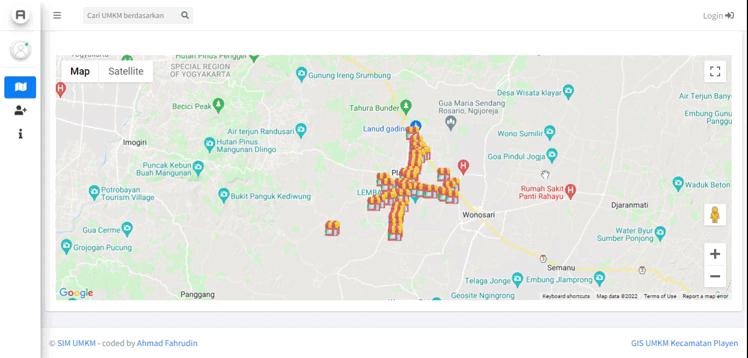 Cari UMKM berdasarkan
Login
Map
Satellite
SPECIAL REGION
OF YOGYAKARTA
Hutan Pinus Pengger
Gunung Ireng Srumbung
Desa Wisata klayar
Air Terjun Banyu
Becici Peak
Tahura Bunder
Gua Maria Sendang
Rosario, Ngijoreja
Embung
Gunung Panj
Air terjun Randusari
Lanud gading
Wono Sumilir
Imogiri
Hutan Pinus
Mangunan Dlingo
Goa Pindul Jogja
Puncak Kebun
Buah Mangunan
Potrobayan
Tourism Village
Bukit Panguk Kediwung
LEMBA
Rumah Sakit
Panti Rahayu
Waduk Beton
Djaranmati
Wonosari
Gua Cerme
Grojogan Pucung
Water Byur
Sumber Ponjong
Semanu
Telaga Jonge
Embung Jlamprong
Panggang
Geosite Ngingrong
Google
Keyboard shortcuts
Map data ©2022
Terms of Use
Report a map error
© SIM UMKM - coded by Ahmad Fahrudin
GIS UMKM Kecamatan Playen